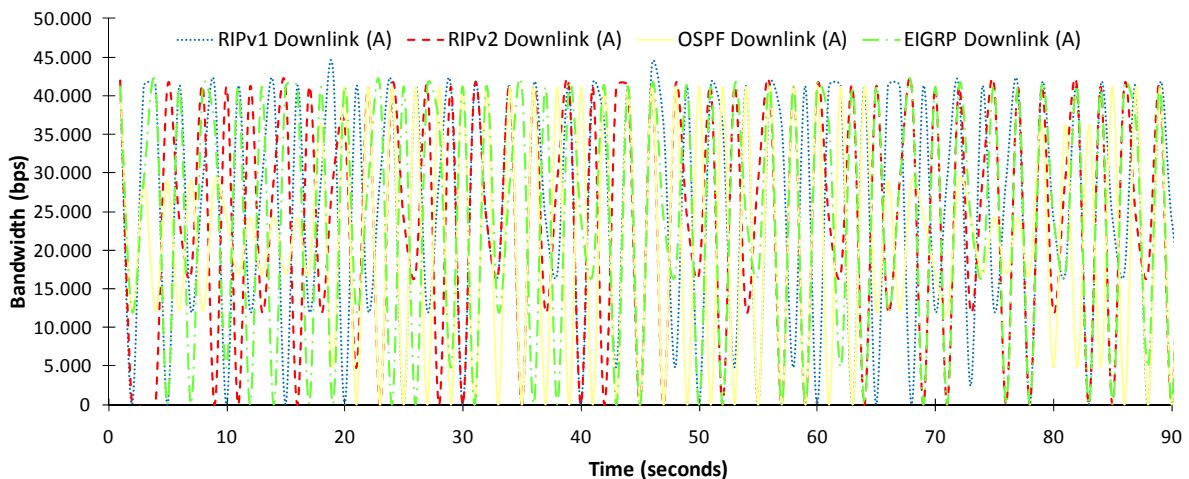 50.000
RIPv1 Downlink (A) RIPv2 Downlink (A) OSPF Downlink (A) EIGRP Downlink (A)
45.000
40.000
35.000
30.000
25.000
20.000
15.000
10.000
5.000
0
Bandwidth (bps)
0 10 20 30 40 50 60 70 80 90
Time (seconds)